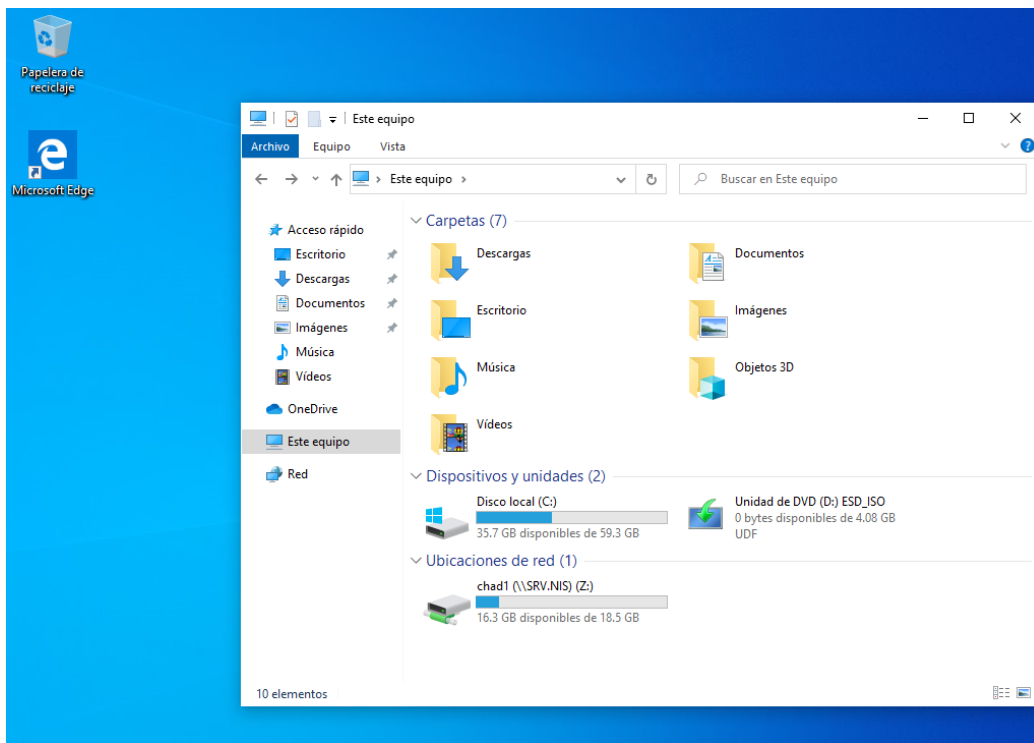 Papelera de
reciclaje
Microsoft Edge
Este equipo
Archivo Equipo Vista
Este equipo
Buscar en Este equipo
Acceso rápido
Escritorio
Descargas
Documentos
Imágenes
Música
Vídeos
OneDrive
Este equipo
Red
Carpetas (7)
Descargas
Documentos
Escritorio
Imágenes
Música
Objetos 3D
Vídeos
Dispositivos y unidades (2)
Disco local (C:)
35.7 GB disponibles de 59.3 GB
Unidad de DVD (D:) ESD_ISO
0 bytes disponibles de 4.08 GB
UDF
Ubicaciones de red (1)
chad1 (\\SRV.NIS) (Z:)
16.3 GB disponibles de 18.5 GB
10 elementos